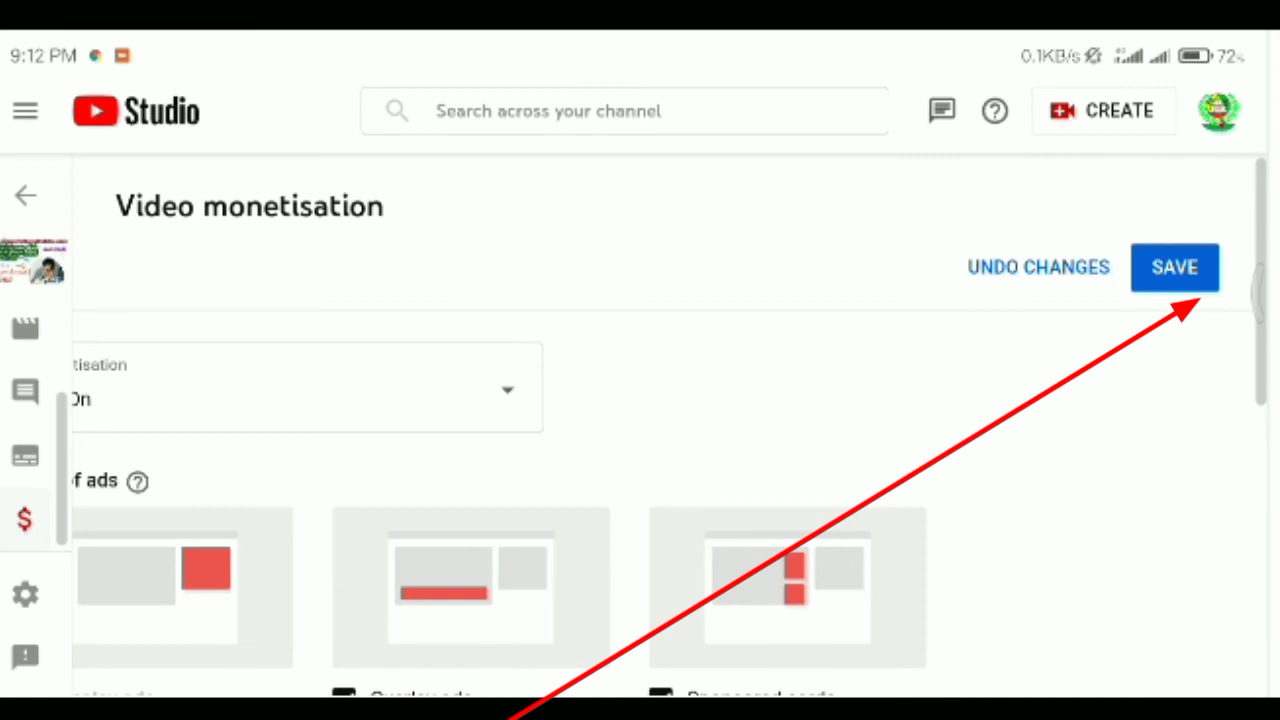 9:12 PM
0.1KB/s 72%
Studio
Search across your channel
CREATE
Video monetisation
UNDO CHANGES
SAVE
tisation
On
f ads